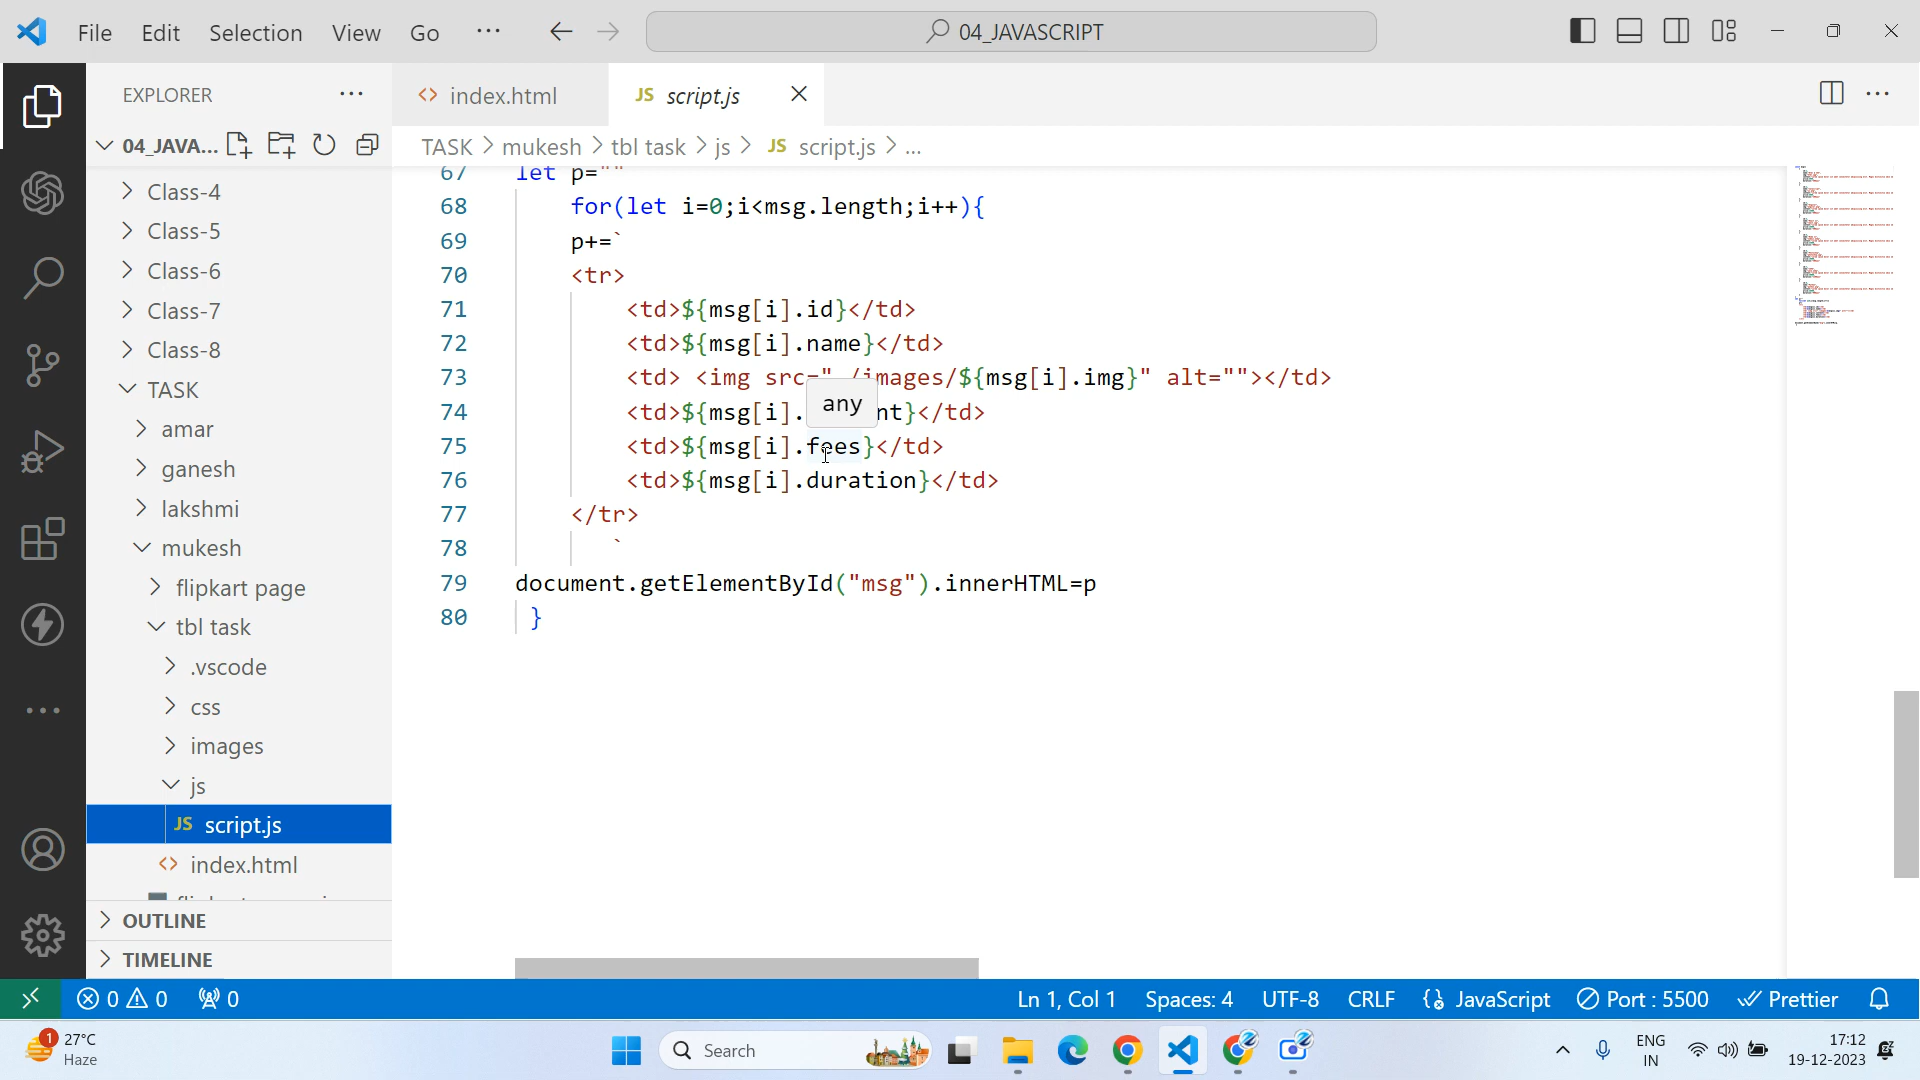 File Edit Selection View Go ... 04_JAVASCRIPT
EXPLORER ...
index.html
JS script.js
04_JAVA...
TASK > mukesh > tbl task > js > JS script.js > ...
Class-4
Class-5
Class-6
Class-7
Class-8
TASK
amar
ganesh
lakshmi
mukesh
flipkart page
tbl task
.vscode
css
images
js
JS script.js
index.html
OUTLINE
TIMELINE
67 let p=""
68 for(let i=0;i<msg.length;i++){
69 p+=`
70 <tr>
71 <td>${msg[i].id}</td>
72 <td>${msg[i].name}</td>
73 <td> <img src=" /images/${msg[i].img}" alt=""></td>
any
74 <td>${msg[i]. nt}</td>
75 <td>${msg[i].fees}</td>
76 <td>${msg[i].duration}</td>
77 </tr>
78 `
79 document.getElementById("msg").innerHTML=p
80 }
0 0 0 Ln 1, Col 1 Spaces: 4 UTF-8 CRLF JavaScript Port : 5500 Prettier
1 27°C
Haze
Search
ENG
IN
17:12
19-12-2023